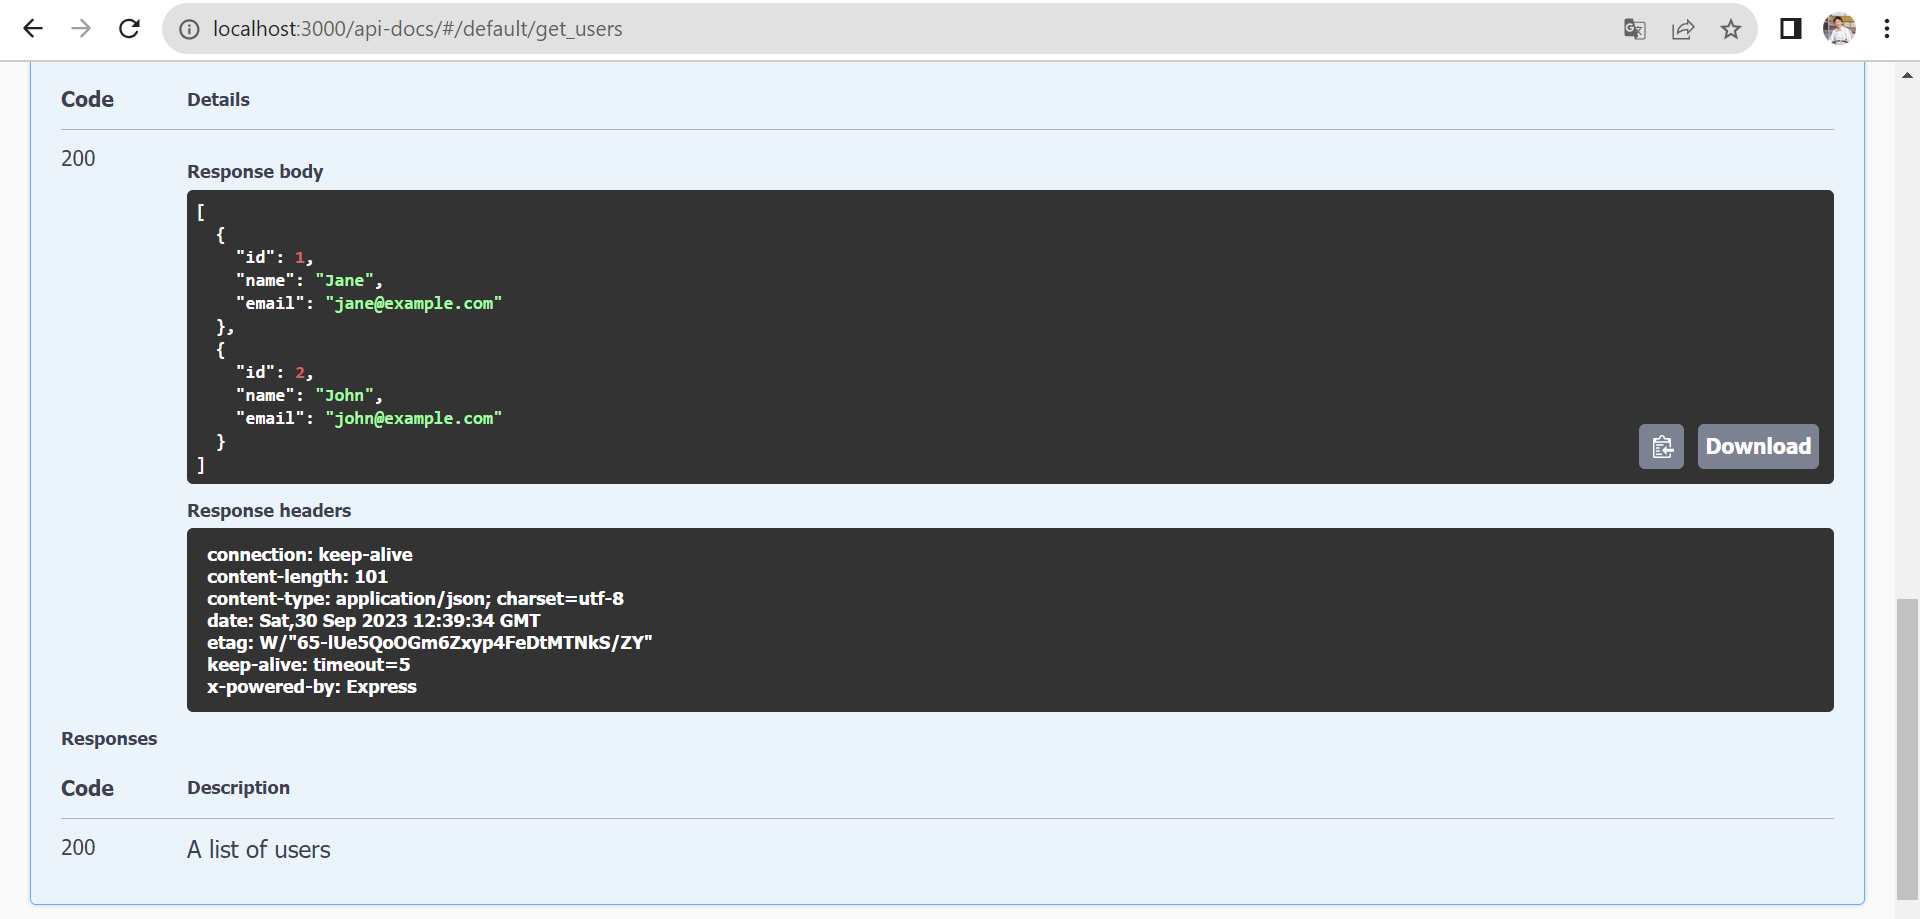 localhost:3000/api-docs/#/default/get_users
Code Details
200
Response body
[
  {
    "id": 1,
    "name": "Jane",
    "email": "jane@example.com"
  },
  {
    "id": 2,
    "name": "John",
    "email": "john@example.com"
  }
]
Download
Response headers
connection: keep-alive
content-length: 101
content-type: application/json; charset=utf-8
date: Sat,30 Sep 2023 12:39:34 GMT
etag: W/"65-lUe5QoOGm6Zxyp4FeDtMTNkS/ZY"
keep-alive: timeout=5
x-powered-by: Express
Responses
Code Description
200 A list of users